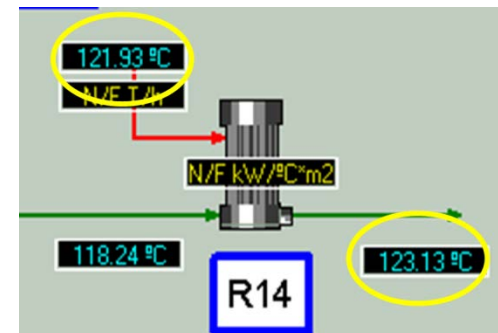 121.93 ºC
N/F T/h
N/F kW/ºC*m2
118.24 ºC
123.13 ºC
R14